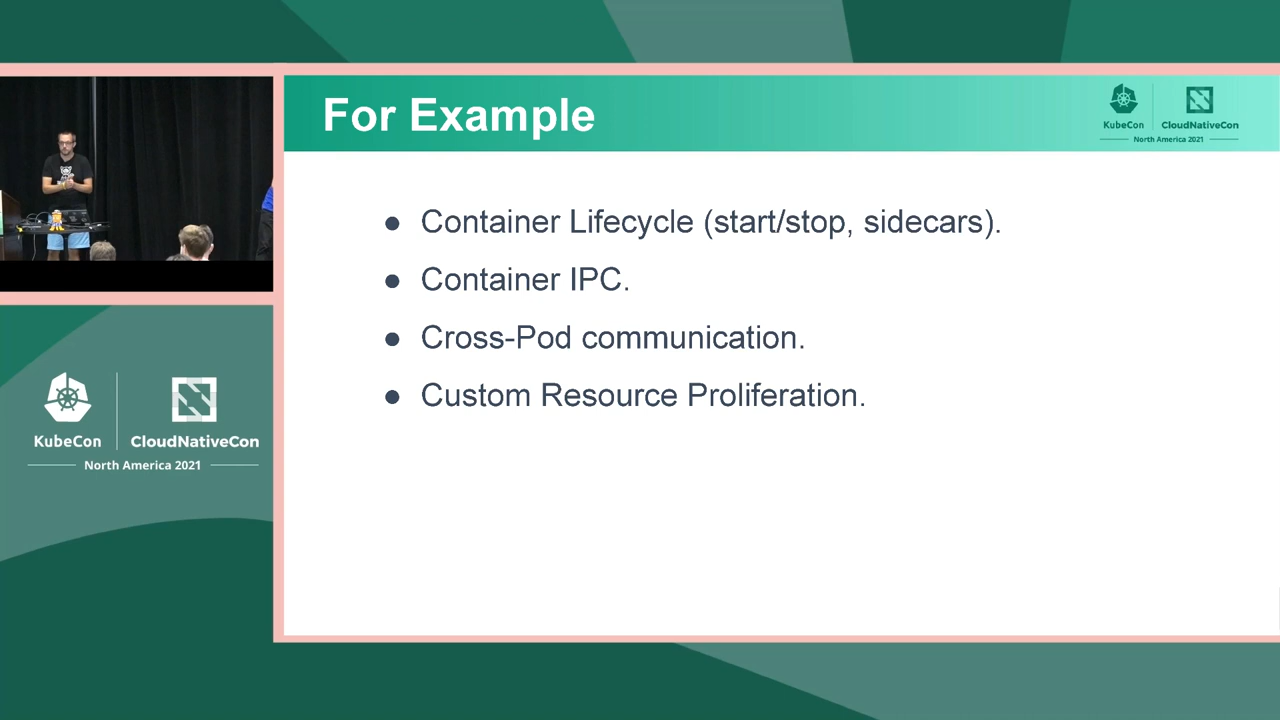 For Example
KubeCon
CloudNativeCon
North America 2021
● Container Lifecycle (start/stop, sidecars).
● Container IPC.
● Cross-Pod communication.
● Custom Resource Proliferation.
KubeCon
CloudNativeCon
North America 2021